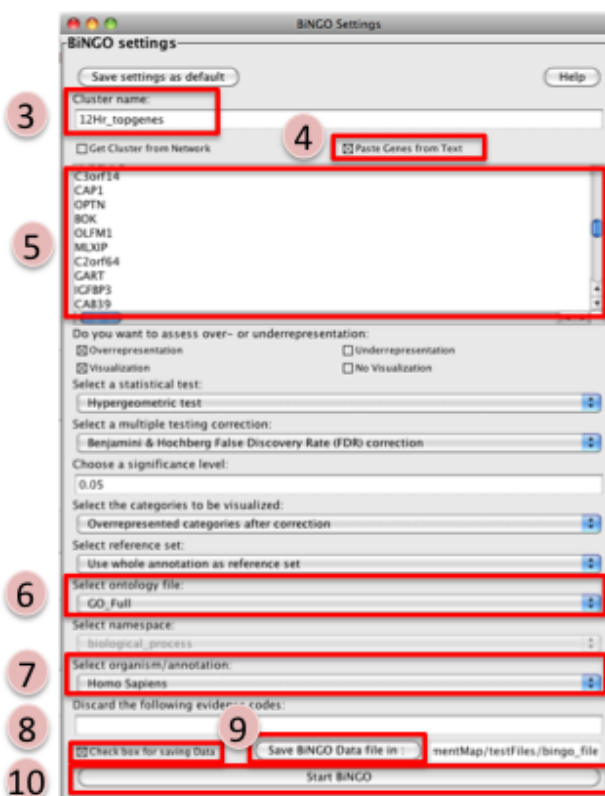 BiNGO Settings
BiNGO settings
Save settings as default Help
Cluster name:
3
12Hr_topgenes
4
Get Cluster from Network Paste Genes from Text
C3orf14
CAP1
OPTN
BOK
OLFM1
5
MLXIP
C2orf64
GART
IGFBP3
CAB39
Do you want to assess over- or underrepresentation:
Overrepresentation Underrepresentation
Visualization No Visualization
Select a statistical test:
Hypergeometric test
Select a multiple testing correction:
Benjamini & Hochberg False Discovery Rate (FDR) correction
Choose a significance level:
0.05
Select the categories to be visualized:
Overrepresented categories after correction
Select reference set:
Use whole annotation as reference set
6
Select ontology file:
GO_Full
Select namespace:
biological_process
7
Select organism/annotation:
Homo Sapiens
Discard the following evidence codes:
8 9
Check box for saving Data Save BiNGO Data file in : mentMap/testFiles/bingo_file
10
Start BiNGO